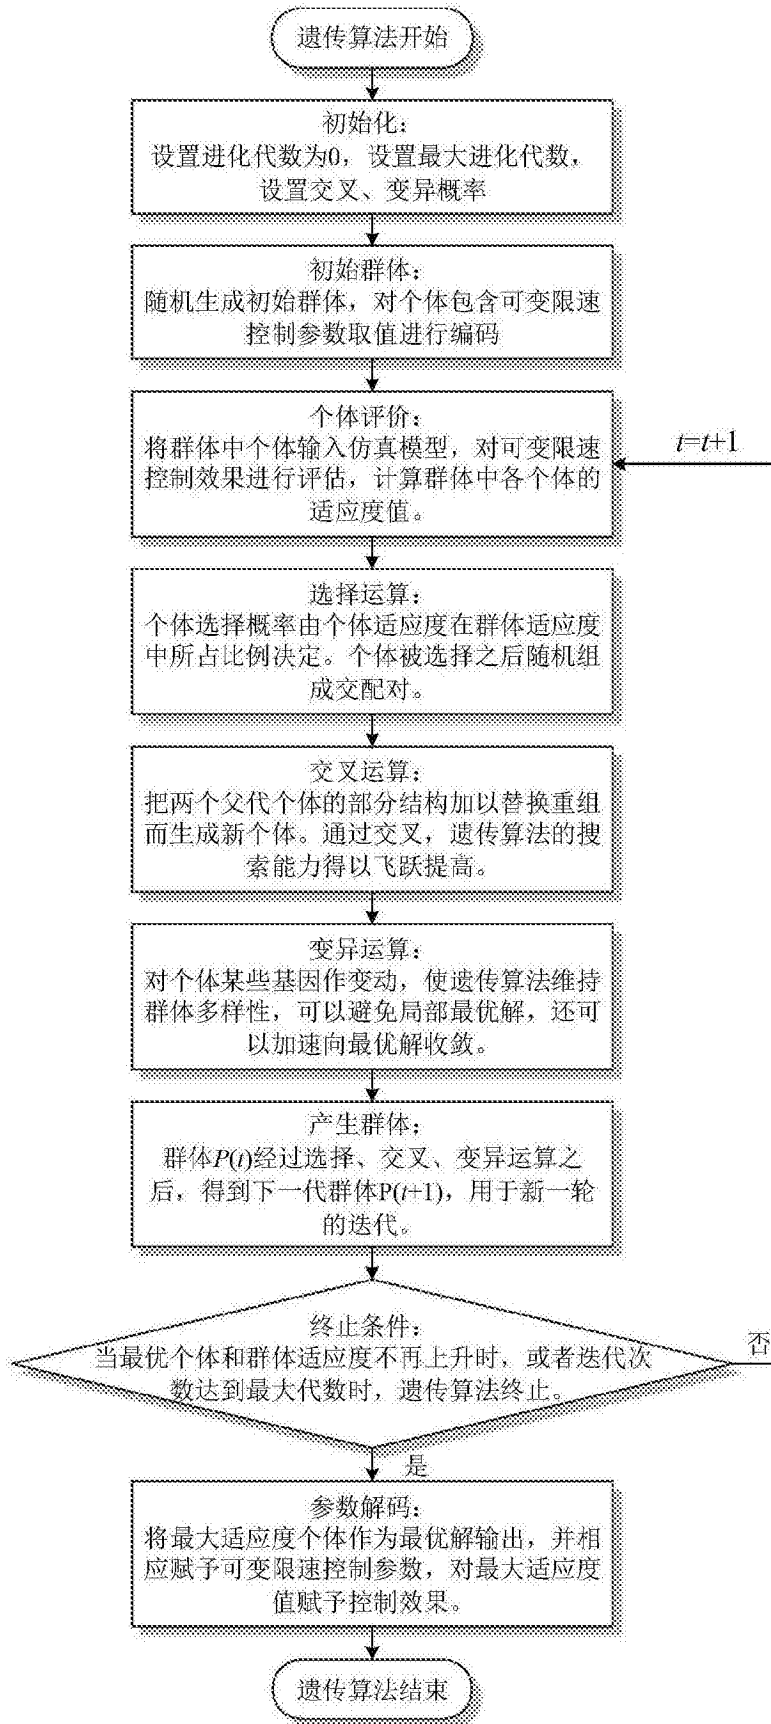 遗传算法开始
初始化：
设置进化代数为0，设置最大进化代数，
设置交叉、变异概率
初始群体：
随机生成初始群体，对个体包含可变限速
控制参数取值进行编码
个体评价：
将群体中个体输入仿真模型，对可变限速
控制效果进行评估，计算群体中各个体的
适应度值。
t=t+1
选择运算：
个体选择概率由个体适应度在群体适应度
中所占比例决定。个体被选择之后随机组
成交配对。
交叉运算：
把两个父代个体的部分结构加以替换重组
而生成新个体。通过交叉，遗传算法的搜
索能力得以飞跃提高。
变异运算：
对个体某些基因作变动，使遗传算法维持
群体多样性，可以避免局部最优解，还可
以加速向最优解收敛。
产生群体：
群体P(t)经过选择、交叉、变异运算之
后，得到下一代群体P(t+1)，用于新一轮
的迭代。
终止条件：
当最优个体和群体适应度不再上升时，或者迭代次
数达到最大代数时，遗传算法终止。
否
是
参数解码：
将最大适应度个体作为最优解输出，并相
应赋予可变限速控制参数，对最大适应度
值赋予控制效果。
遗传算法结束